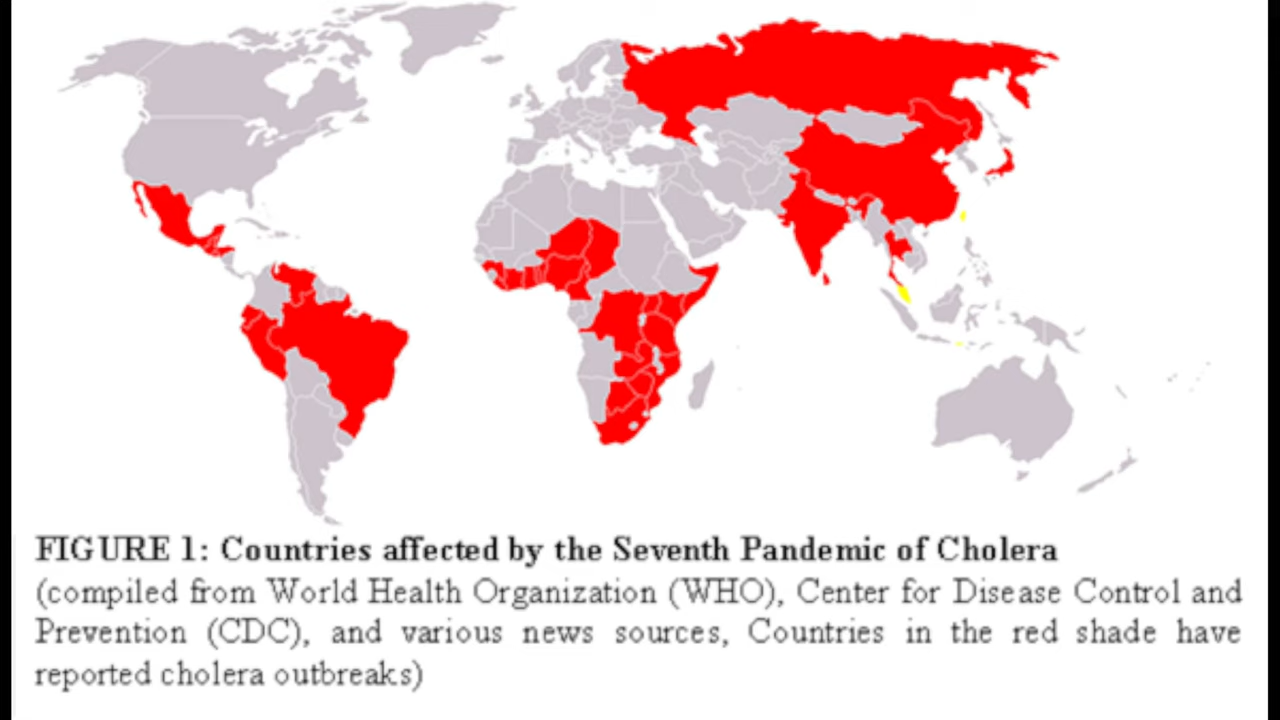 FIGURE 1: Countries affected by the Seventh Pandemic of Cholera
(compiled from World Health Organization (WHO), Center for Disease Control and
Prevention (CDC), and various news sources, Countries in the red shade have
reported cholera outbreaks)